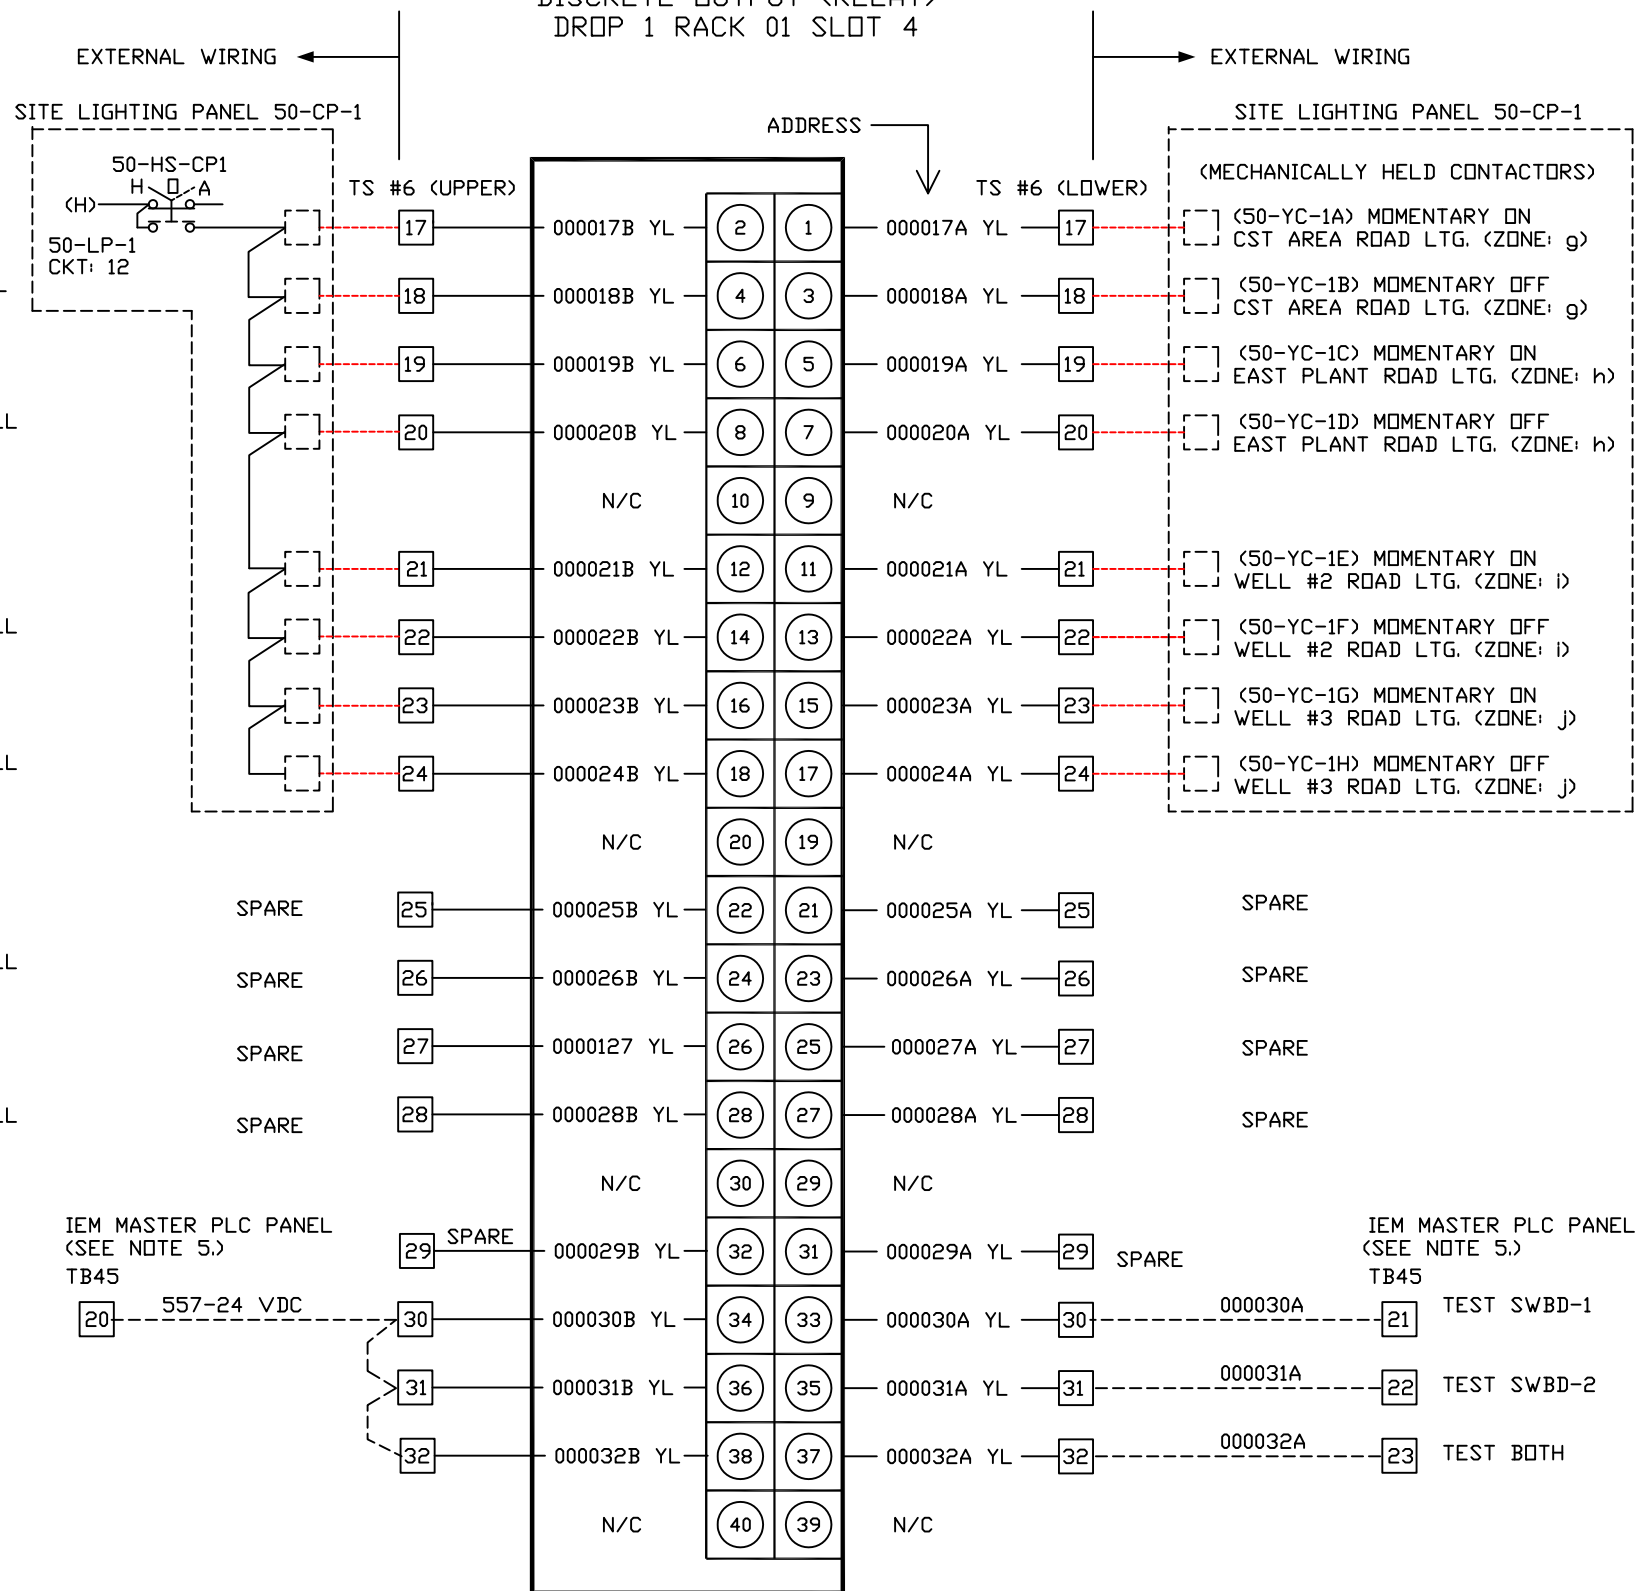 DISCRETE OUTPUT (RELAY)
DROP 1 RACK 01 SLOT 4
EXTERNAL WIRING
EXTERNAL WIRING
SITE LIGHTING PANEL 50-CP-1
SITE LIGHTING PANEL 50-CP-1
ADDRESS
50-HS-CP1
H O A
(H)
50-LP-1
CKT: 12
TS #6 (UPPER)
TS #6 (LOWER)
(MECHANICALLY HELD CONTACTORS)
17 000017B YL 2 1 000017A YL 17
(50-YC-1A) MOMENTARY ON
CST AREA ROAD LTG. (ZONE: g)
18 000018B YL 4 3 000018A YL 18
(50-YC-1B) MOMENTARY OFF
CST AREA ROAD LTG. (ZONE: g)
19 000019B YL 6 5 000019A YL 19
(50-YC-1C) MOMENTARY ON
EAST PLANT ROAD LTG. (ZONE: h)
20 000020B YL 8 7 000020A YL 20
(50-YC-1D) MOMENTARY OFF
EAST PLANT ROAD LTG. (ZONE: h)
N/C 10 9 N/C
21 000021B YL 12 11 000021A YL 21
(50-YC-1E) MOMENTARY ON
WELL #2 ROAD LTG. (ZONE: i)
22 000022B YL 14 13 000022A YL 22
(50-YC-1F) MOMENTARY OFF
WELL #2 ROAD LTG. (ZONE: i)
23 000023B YL 16 15 000023A YL 23
(50-YC-1G) MOMENTARY ON
WELL #3 ROAD LTG. (ZONE: j)
24 000024B YL 18 17 000024A YL 24
(50-YC-1H) MOMENTARY OFF
WELL #3 ROAD LTG. (ZONE: j)
N/C 20 19 N/C
SPARE 25 000025B YL 22 21 000025A YL 25 SPARE
SPARE 26 000026B YL 24 23 000026A YL 26 SPARE
SPARE 27 0000127 YL 26 25 000027A YL 27 SPARE
SPARE 28 000028B YL 28 27 000028A YL 28 SPARE
N/C 30 29 N/C
IEM MASTER PLC PANEL
(SEE NOTE 5.)
TB45
IEM MASTER PLC PANEL
(SEE NOTE 5.)
TB45
29 SPARE 000029B YL 32 31 000029A YL 29 SPARE
20 557-24 VDC 30 000030B YL 34 33 000030A YL 30 000030A 21 TEST SWBD-1
31 000031B YL 36 35 000031A YL 31 000031A 22 TEST SWBD-2
32 000032B YL 38 37 000032A YL 32 000032A 23 TEST BOTH
N/C 40 39 N/C